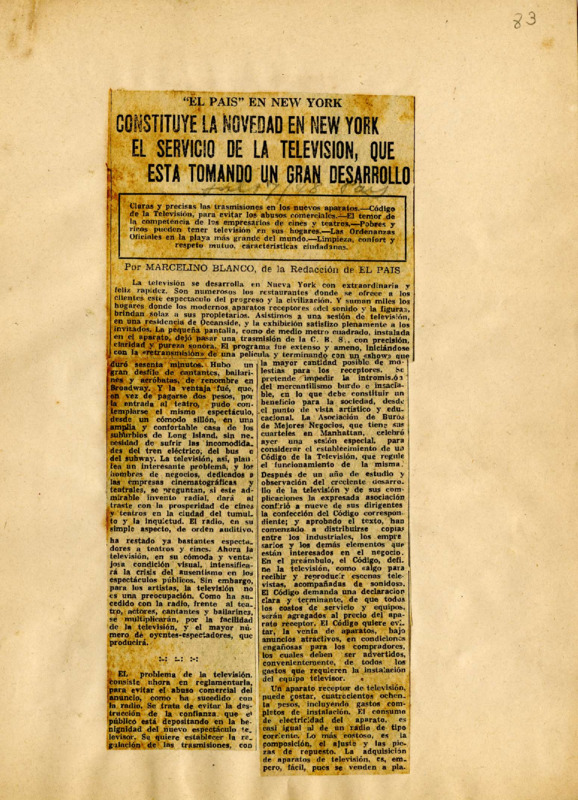 83
"EL PAIS" EN NEW YORK
CONSTITUYE LA NOVEDAD EN NEW YORK
EL SERVICIO DE LA TELEVISION, QUE
ESTA TOMANDO UN GRAN DESARROLLO
Claras y precisas las trasmisiones en los nuevos aparatos.—Código
de la Televisión, para evitar los abusos comerciales.—El temor de
la competencia de los empresarios de cines y teatros.—Pobres y
ricos pueden tener televisión en sus hogares.—Las Ordenanzas
Oficiales en la playa más grande del mundo.—Limpieza, confort y
respeto mutuo, características ciudadanas.
Por MARCELINO BLANCO, de la Redacción de EL PAIS
La televisión se desarrolla en Nueva York con extraordinaria y
feliz rapidez. Son numerosos los restaurantes donde se ofrece a los
clientes este espectáculo del progreso y la civilización. Y suman miles los
hogares donde los modernos aparatos receptores del sonido y la figura,
brindan solaz a sus propietarios. Asistimos a una sesión de televisión,
en una residencia de Oceanside, y la exhibición satisfizo plenamente a los
invitados. La pequeña pantalla, como de medio metro cuadrado, instalada
en el aparato, dejó pasar una trasmisión de la C. B. S., con precisión,
claridad y pureza sonora. El programa fue extenso y ameno, iniciándose
con la «retransmisión» de una película y terminando con un «show» que
duró sesenta minutos. Hubo un
gran desfile de cantantes, bailari-
nes y acróbatas, de renombre en
Broadway. Y la ventaja fué, que,
en vez de pagarse dos pesos, por
la entrada al teatro, pudo con-
templarse el mismo espectáculo,
desde un cómodo sillón, en una
amplia y confortable casa de los
suburbios de Long Island, sin ne-
cesidad de sufrir las incomodida-
des del tren eléctrico, del bus o
del subway. La televisión, así, plan-
tea un interesante problema, y los
hombres de negocios, dedicados a
las empresas cinematográficas y
teatrales, se preguntan, si este ad-
mirable invento radial, dará al
traste con la prosperidad de cines
y teatros en la ciudad del tumul-
to y la inquietud. El radio, en su
simple aspecto, de orden auditivo,
ha restado ya bastantes especta-
dores a teatros y cines. Ahora la
televisión, en su cómoda y venta-
josa condición visual, intensifica-
rá la crisis del ausentismo en los
espectáculos públicos. Sin embargo,
para los artistas, la televisión no
es una preocupación. Como ha su-
cedido con la radio, frente al tea-
tro, actores, cantantes y bailarines,
se multiplicarán, por la facilidad
de la televisión, y el mayor núme-
ro de oyentes-espectadores, que
producirá.
:-: :-: :-:
EL problema de la televisión,
consiste ahora en reglamentarla,
para evitar el abuso comercial del
anuncio, como ha sucedido con
la radio. Se trata de evitar la des-
trucción de la confianza que el
público está depositando en la be-
nignidad del nuevo espectáculo te-
levisor. Se quiere establecer la re-
gulación de las trasmisiones, con
la mayor cantidad posible de mo-
lestias para los receptores. Se
pretende impedir la intromisión
del mercantilismo burdo e insacia-
ble, en lo que debe constituir un
beneficio para la sociedad, desde
el punto de vista artístico y edu-
cacional. La Asociación de Buros
de Mejores Negocios, que tiene sus
cuarteles en Manhattan, celebró
ayer una sesión especial, para
considerar el establecimiento de un
Código de la Televisión, que regule
el funcionamiento de la misma.
Después de un año de estudio y
observación del creciente desarro-
llo de la televisión y de sus com-
plicaciones la expresada asociación
confirió a nueve de sus dirigentes
la confección del Código correspon-
diente; y aprobado el texto, han
comenzado a distribuirse copias
entre los industriales, los empre-
sarios y los demás elementos que
están interesados en el negocio.
En el preámbulo, el Código, defi-
ne la televisión, como «algo para
recibir y reproducir escenas tele-
vistas, acompañadas de sonido».
El Código demanda una declaración
clara y terminante, de que todos
los costos de servicio y equipos,
serán agregados al precio del apa-
rato receptor. El Código quiere evi-
tar, la venta de aparatos, bajo
anuncios atractivos, en condiciones
engañosas para los compradores,
los cuales deben ser advertidos,
convenientemente, de todos los
gastos que requieren la instalación
del equipo televisor.
Un aparato receptor de televisión,
puede costar, cuatrocientos ochen-
ta pesos, incluyendo gastos com-
pletos de instalación. El consumo
de electricidad del aparato, es
casi igual al de un radio de tipo
corriente. Lo más costoso, es la
composición, el ajuste y las pie-
zas de repuesto. La adquisición
de aparatos de televisión, es, em-
pero, fácil, pues se venden a pla-